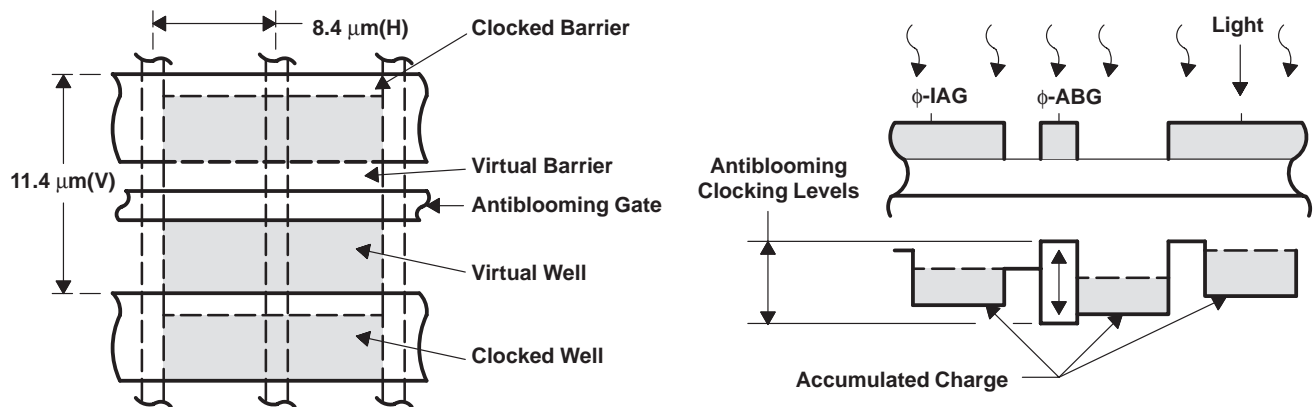 8.4 μm(H)
Clocked Barrier
11.4 μm(V)
Virtual Barrier
Antiblooming Gate
Virtual Well
Clocked Well
Light
ϕ-IAG
ϕ-ABG
Antiblooming
Clocking Levels
Accumulated Charge